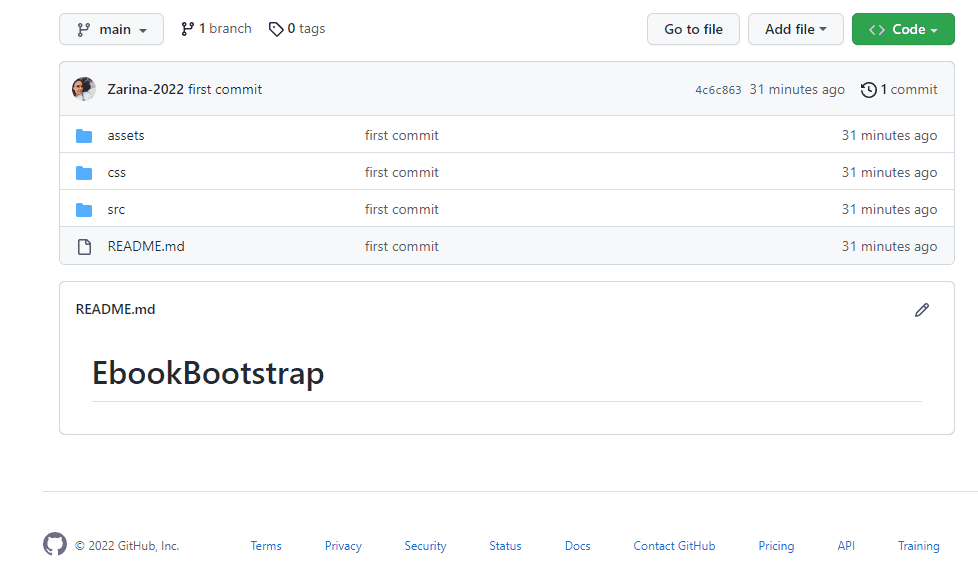 main 1 branch 0 tags Go to file Add file Code
Zarina-2022 first commit 4c6c863 31 minutes ago 1 commit
assets first commit 31 minutes ago
css first commit 31 minutes ago
src first commit 31 minutes ago
README.md first commit 31 minutes ago
README.md
EbookBootstrap
© 2022 GitHub, Inc. Terms Privacy Security Status Docs Contact GitHub Pricing API Training